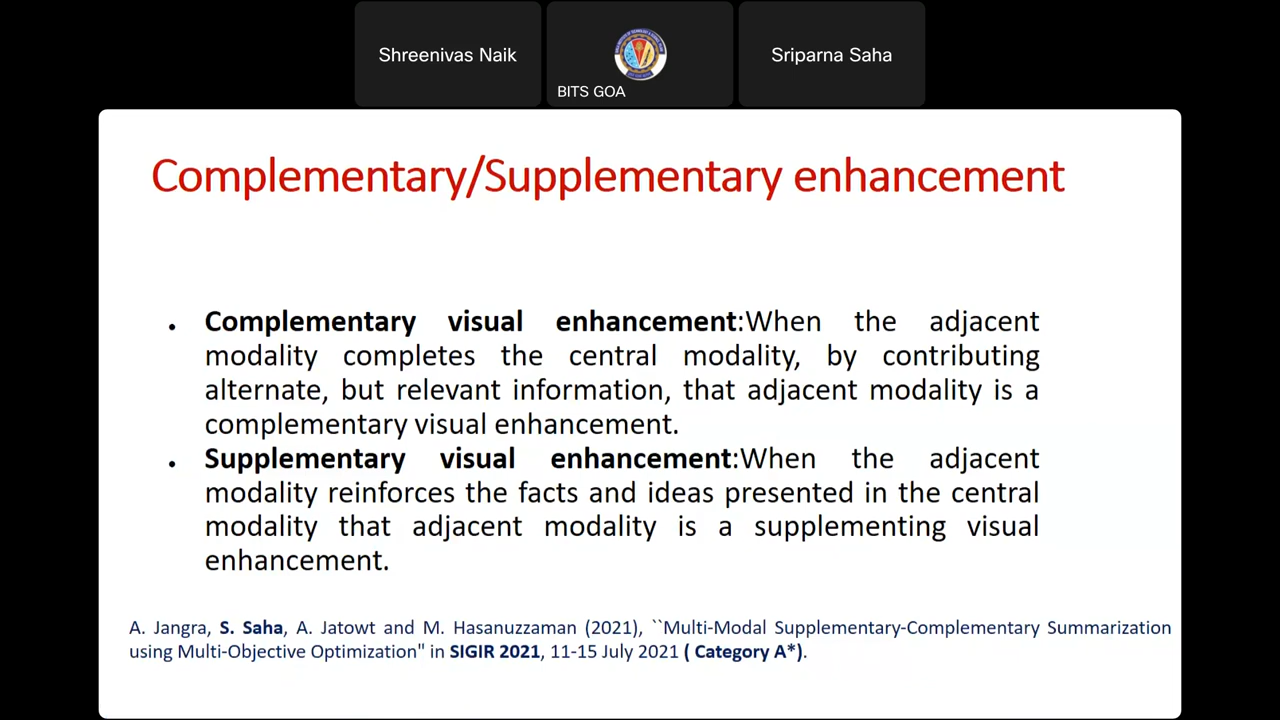 Shreenivas Naik
BITS GOA
Sriparna Saha
Complementary/Supplementary enhancement
• Complementary visual enhancement:When the adjacent
modality completes the central modality, by contributing
alternate, but relevant information, that adjacent modality is a
complementary visual enhancement.
• Supplementary visual enhancement:When the adjacent
modality reinforces the facts and ideas presented in the central
modality that adjacent modality is a supplementing visual
enhancement.
A. Jangra, S. Saha, A. Jatowt and M. Hasanuzzaman (2021), ``Multi-Modal Supplementary-Complementary Summarization
using Multi-Objective Optimization" in SIGIR 2021, 11-15 July 2021 ( Category A*).